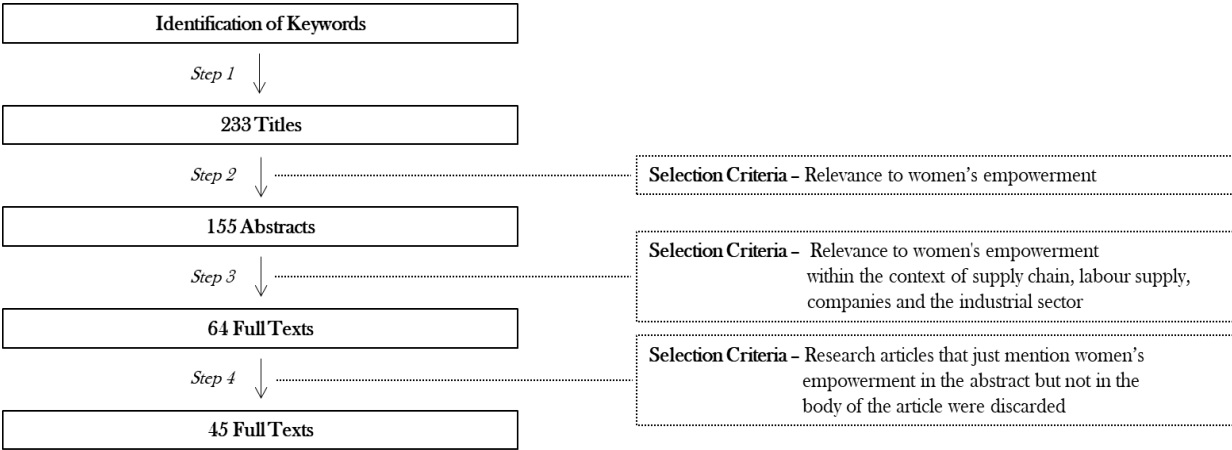 Identification of Keywords
Step 1
233 Titles
Step 2
Selection Criteria – Relevance to women’s empowerment
155 Abstracts
Step 3
Selection Criteria – Relevance to women's empowerment
within the context of supply chain, labour supply,
companies and the industrial sector
64 Full Texts
Step 4
Selection Criteria – Research articles that just mention women’s
empowerment in the abstract but not in the
body of the article were discarded
45 Full Texts